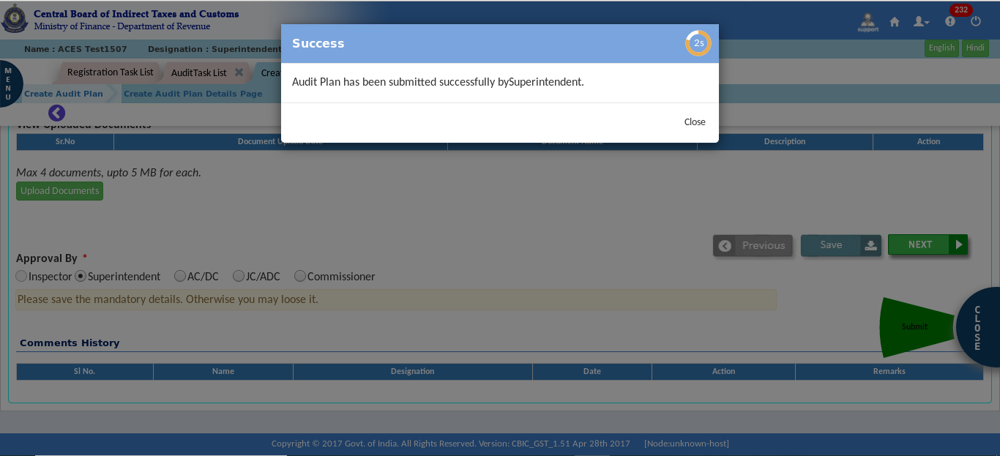 Central Board of Indirect Taxes and Customs
Ministry of Finance - Department of Revenue
232
support
Name : ACES Test1507
Designation : Superintendent
English
Hindi
MENU
Registration Task List
AuditTask List
Crea
Create Audit Plan
Create Audit Plan Details Page
Success
2s
Audit Plan has been submitted successfully bySuperintendent.
Close
View Uploaded Documents
Sr.No
Document Upload Date
Document Name
Description
Action
Max 4 documents, upto 5 MB for each.
Upload Documents
Previous
Save
NEXT
Approval By *
Inspector
Superintendent
AC/DC
JC/ADC
Commissioner
Please save the mandatory details. Otherwise you may loose it.
Submit
CLOSE
Comments History
Sl No.
Name
Designation
Date
Action
Remarks
Copyright © 2017 Govt. of India. All Rights Reserved. Version: CBIC_GST_1.51 Apr 28th 2017 [Node:unknown-host]